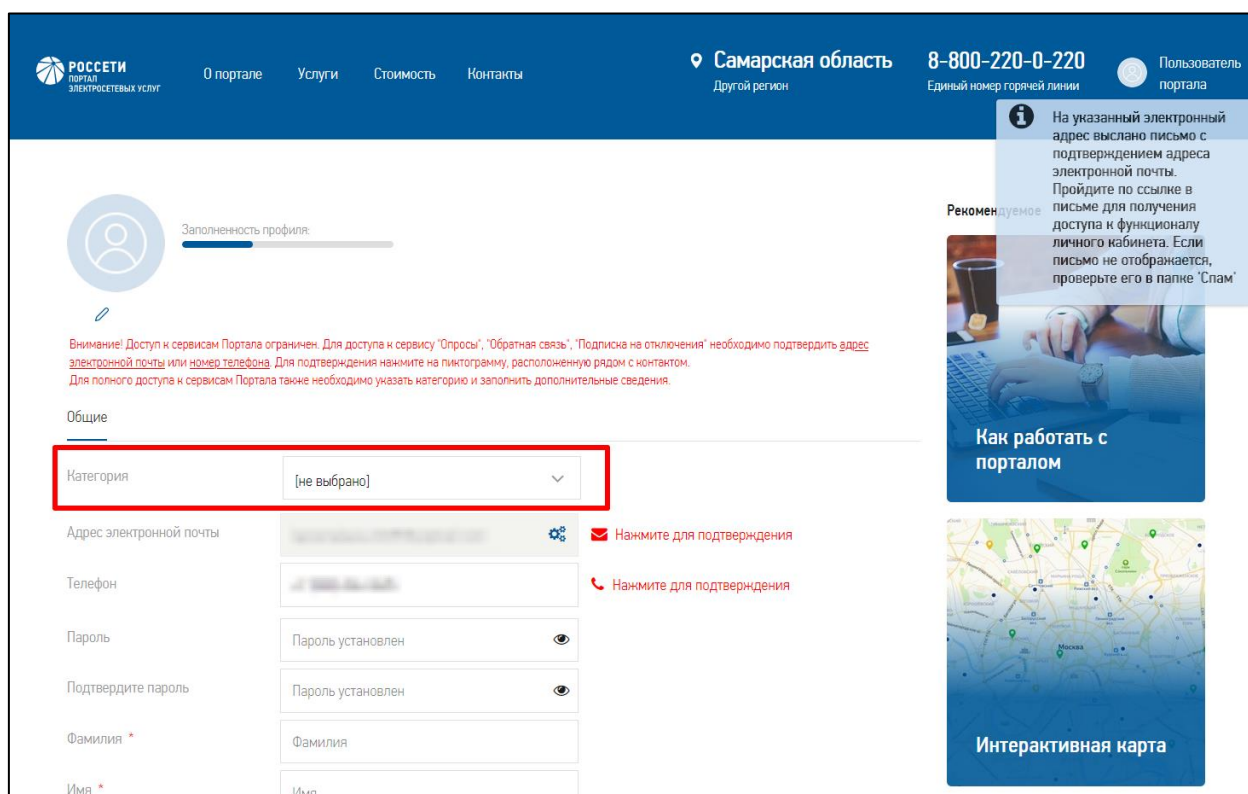 РОССЕТИ
ПОРТАЛ
ЭЛЕКТРОСЕТЕВЫХ УСЛУГ
О портале
Услуги
Стоимость
Контакты
Самарская область
Другой регион
8-800-220-0-220
Единый номер горячей линии
Пользователь
портала
На указанный электронный
адрес выслано письмо с
подтверждением адреса
электронной почты.
Пройдите по ссылке в
письме для получения
доступа к функционалу
личного кабинета. Если
письмо не отображается,
проверьте его в папке 'Спам'
Заполненность профиля:
Внимание! Доступ к сервисам Портала ограничен. Для доступа к сервису "Опросы", "Обратная связь", "Подписка на отключения" необходимо подтвердить адрес
электронной почты или номер телефона. Для подтверждения нажмите на пиктограмму, расположенную рядом с контактом.
Для полного доступа к сервисам Портала также необходимо указать категорию и заполнить дополнительные сведения.
Общие
Категория
[не выбрано]
Адрес электронной почты
Нажмите для подтверждения
Телефон
Нажмите для подтверждения
Пароль
Пароль установлен
Подтвердите пароль
Пароль установлен
Фамилия *
Фамилия
Имя *
Имя
Рекомендуемое
Как работать с
порталом
Москва
Интерактивная карта